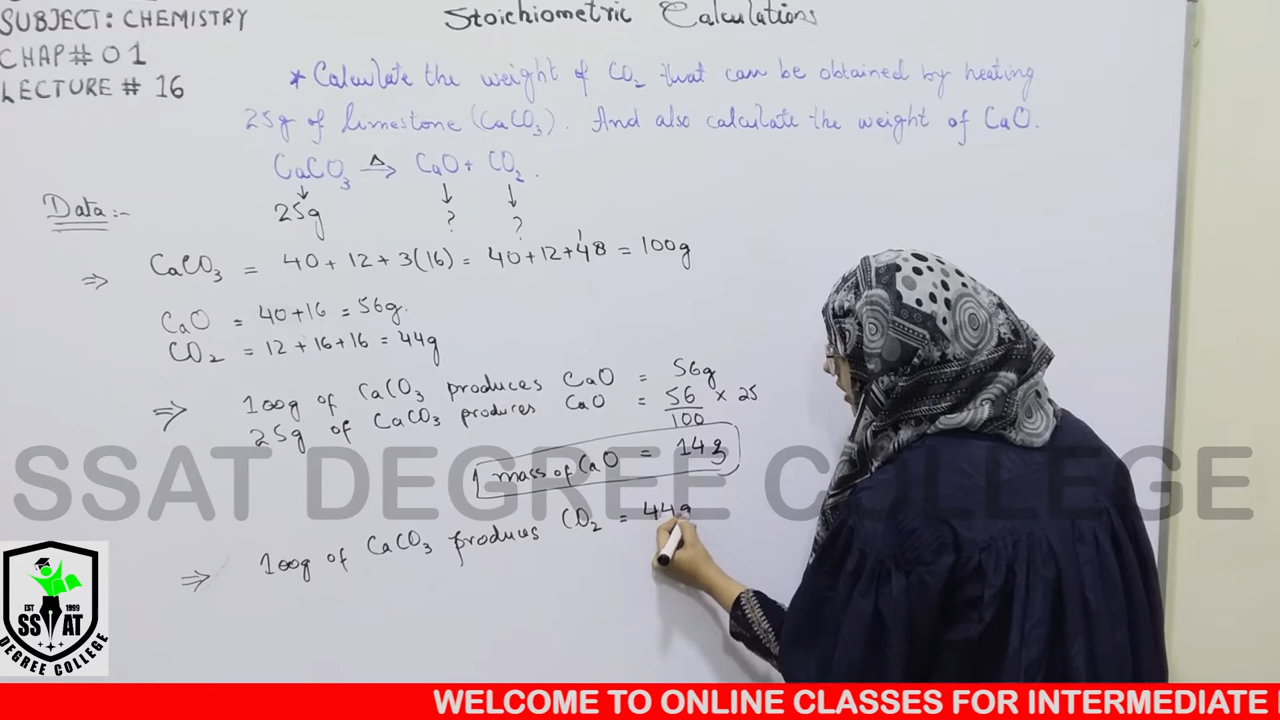 SUBJECT: CHEMISTRY
CHAP# 01
LECTURE # 16
Stoichiometric Calculations
* Calculate the weight of CO₂ that can be obtained by heating
25g of limestone (CaCO₃). And also calculate the weight of CaO.
CaCO₃ Δ→ CaO + CO₂.
↓ ↓ ↓
25g ? ?
Data:-
⇒ CaCO₃ = 40 + 12 + 3(16) = 40+12+48 = 100g
CaO = 40+16 = 56g.
CO₂ = 12 + 16 + 16 = 44g
⇒ 100g of CaCO₃ produces CaO = 56g
25g of CaCO₃ produces CaO = 56/100 × 25
mass of CaO = 14g
⇒ 100g of CaCO₃ produces CO₂ = 44g
SSAT DEGREE COLLEGE
EST 1999
SSAT
DEGREE COLLEGE
WELCOME TO ONLINE CLASSES FOR INTERMEDIATE